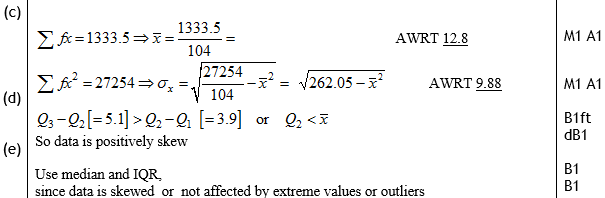 (c)
∑fx = 1333.5 ⇒ x̄ = 1333.5/104 = AWRT 12.8 M1 A1
∑fx² = 27254 ⇒ σₓ = √(27254/104 − x̄²) = √(262.05 − x̄²) AWRT 9.88 M1 A1
(d)
Q₃ − Q₂ [= 5.1] > Q₂ − Q₁ [= 3.9] or Q₂ < x̄ B1ft
So data is positively skew dB1
(e)
Use median and IQR, B1
since data is skewed or not affected by extreme values or outliers B1